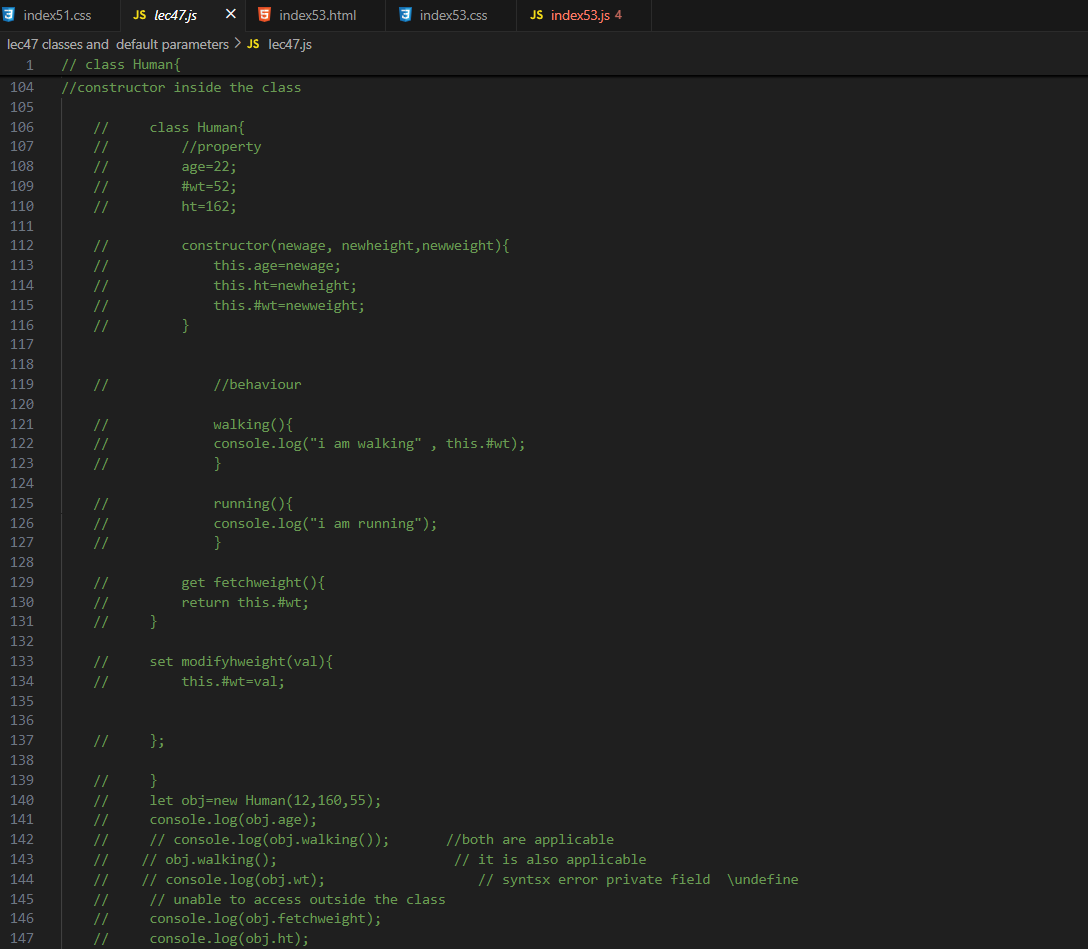 index51.css JS lec47.js × index53.html index53.css JS index53.js 4
lec47 classes and default parameters > JS lec47.js
1 // class Human{
104 //constructor inside the class
105
106 // class Human{
107 // //property
108 // age=22;
109 // #wt=52;
110 // ht=162;
111
112 // constructor(newage, newheight,newweight){
113 // this.age=newage;
114 // this.ht=newheight;
115 // this.#wt=newweight;
116 // }
117
118
119 // //behaviour
120
121 // walking(){
122 // console.log("i am walking" , this.#wt);
123 // }
124
125 // running(){
126 // console.log("i am running");
127 // }
128
129 // get fetchweight(){
130 // return this.#wt;
131 // }
132
133 // set modifyhweight(val){
134 // this.#wt=val;
135
136
137 // };
138
139 // }
140 // let obj=new Human(12,160,55);
141 // console.log(obj.age);
142 // // console.log(obj.walking()); //both are applicable
143 // // obj.walking(); // it is also applicable
144 // // console.log(obj.wt); // syntsx error private field \undefine
145 // // unable to access outside the class
146 // console.log(obj.fetchweight);
147 // console.log(obj.ht);